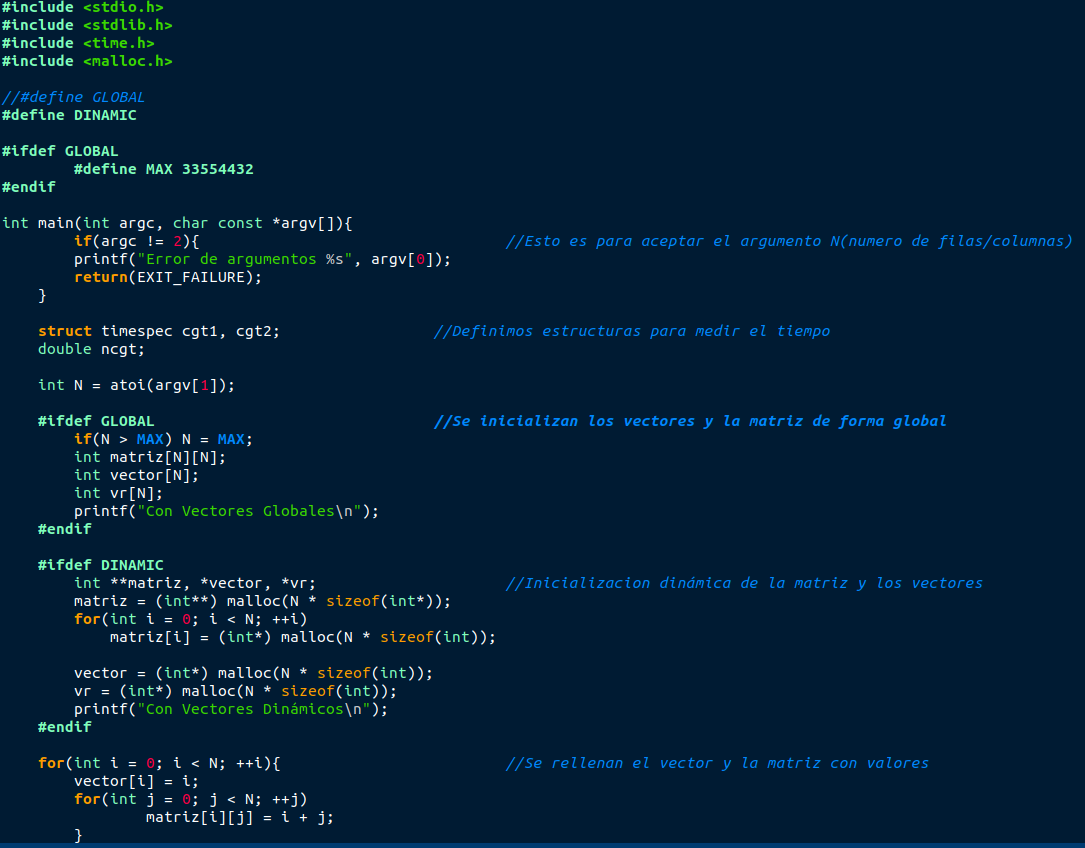 #include <stdio.h>
#include <stdlib.h>
#include <time.h>
#include <malloc.h>
//#define GLOBAL
#define DINAMIC
#ifdef GLOBAL
#define MAX 33554432
#endif
int main(int argc, char const *argv[]){
if(argc != 2){ //Esto es para aceptar el argumento N(numero de filas/columnas)
printf("Error de argumentos %s", argv[0]);
return(EXIT_FAILURE);
}
struct timespec cgt1, cgt2; //Definimos estructuras para medir el tiempo
double ncgt;
int N = atoi(argv[1]);
#ifdef GLOBAL //Se inicializan los vectores y la matriz de forma global
if(N > MAX) N = MAX;
int matriz[N][N];
int vector[N];
int vr[N];
printf("Con Vectores Globales\n");
#endif
#ifdef DINAMIC
int **matriz, *vector, *vr; //Inicializacion dinámica de la matriz y los vectores
matriz = (int**) malloc(N * sizeof(int*));
for(int i = 0; i < N; ++i)
matriz[i] = (int*) malloc(N * sizeof(int));
vector = (int*) malloc(N * sizeof(int));
vr = (int*) malloc(N * sizeof(int));
printf("Con Vectores Dinámicos\n");
#endif
for(int i = 0; i < N; ++i){ //Se rellenan el vector y la matriz con valores
vector[i] = i;
for(int j = 0; j < N; ++j)
matriz[i][j] = i + j;
}